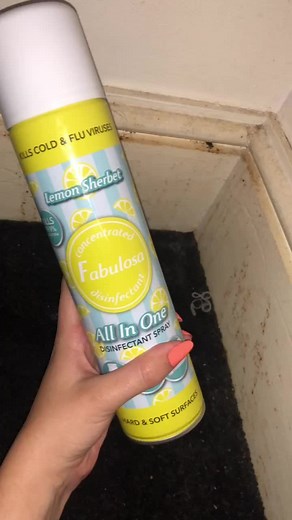 KILLS COLD & FLU VIRUSES
Lemon Sherbet
concentrated
Fabulosa
disinfectant
All In One
DISINFECTANT SPRAY
HARD & SOFT SURFACES